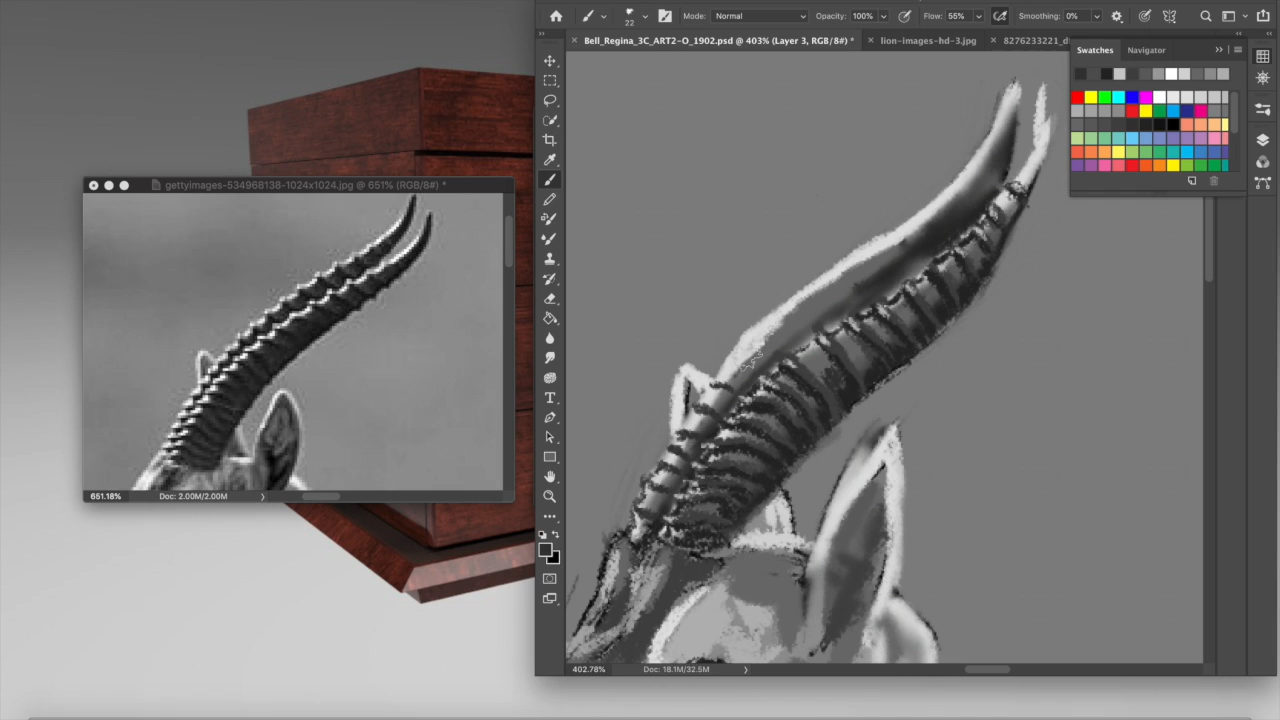 22
Mode: Normal
Opacity: 100%
Flow: 55%
Smoothing: 0%
Bell_Regina_3C_ART2-O_1902.psd @ 403% (Layer 3, RGB/8#) *
lion-images-hd-3.jpg
8276233221_d
Swatches
Navigator
gettyimages-534968138-1024x1024.jpg @ 651% (RGB/8#) *
651.18%
Doc: 2.00M/2.00M
402.78%
Doc: 18.1M/32.5M